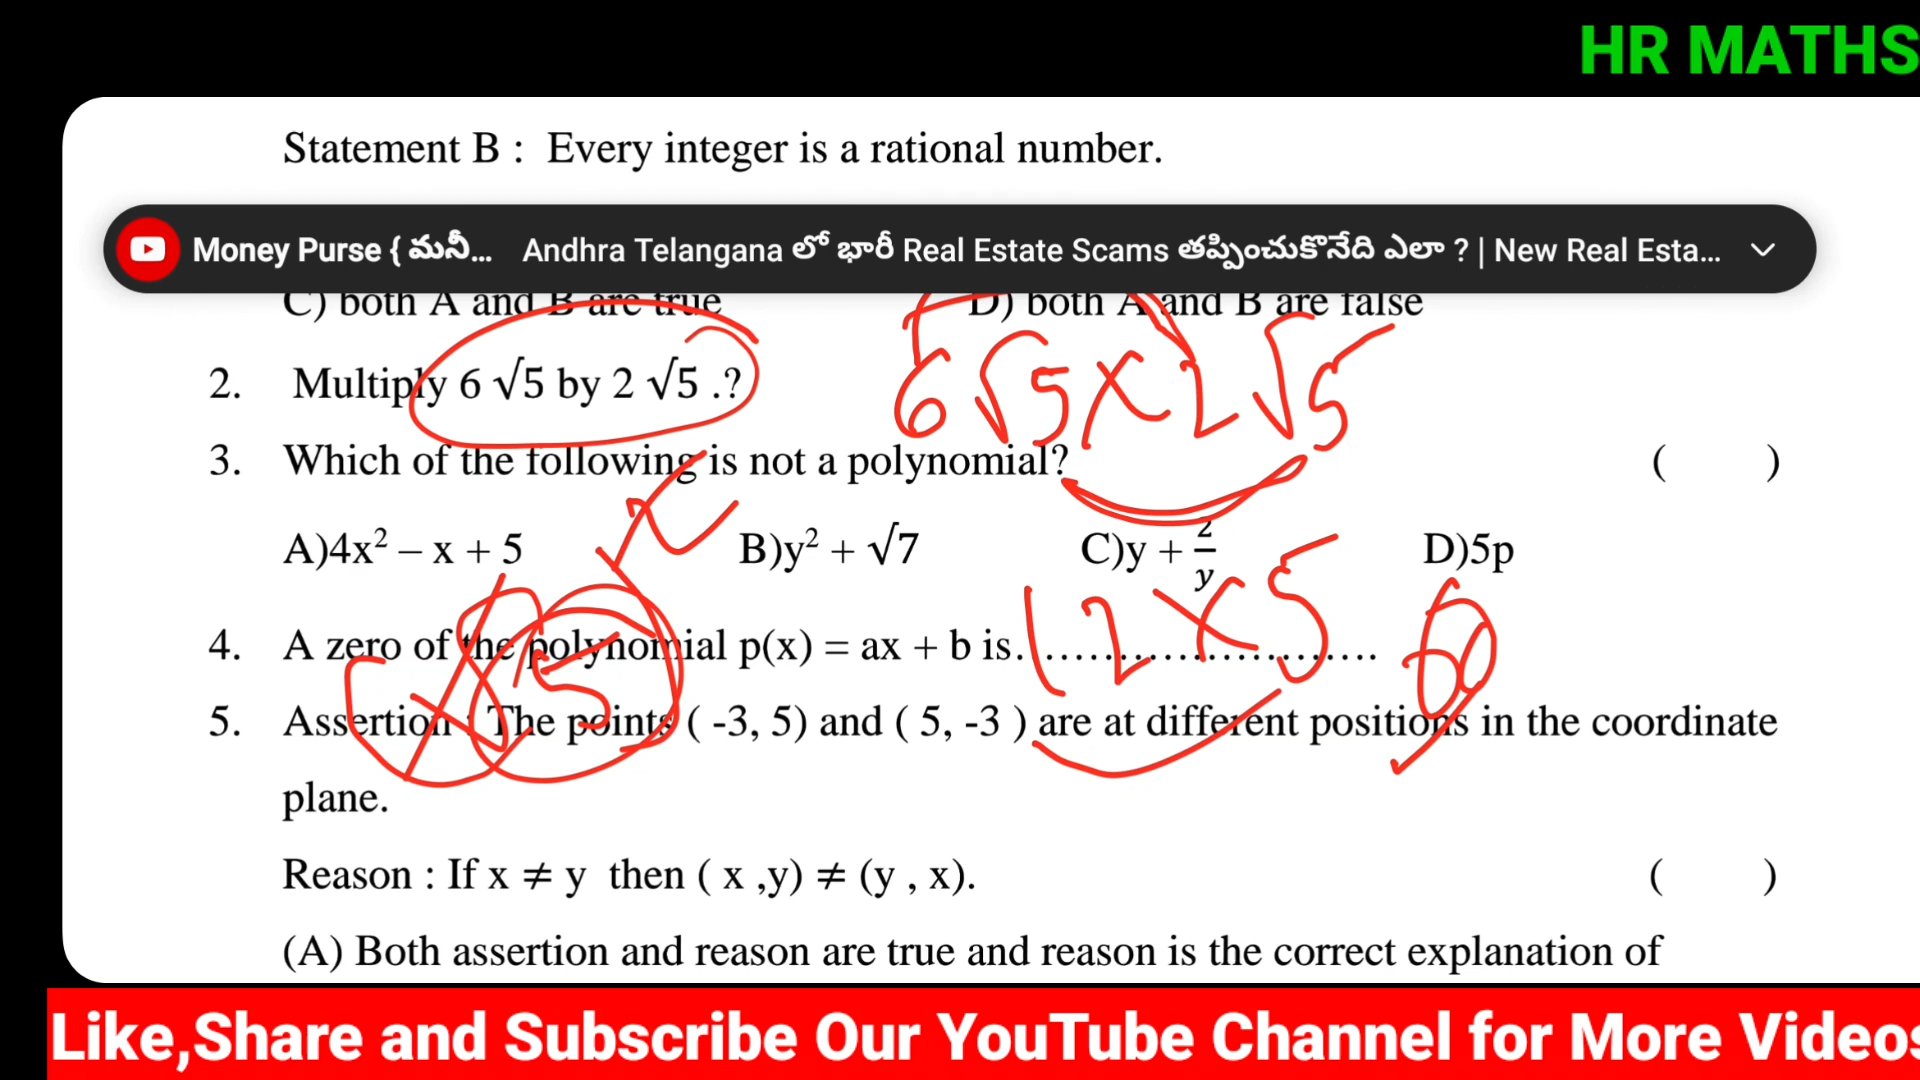 HR MATHS
Statement B : Every integer is a rational number.
Money Purse { మనీ... Andhra Telangana లో భారీ Real Estate Scams తప్పించుకొనేది ఎలా ? | New Real Esta...
C) both A and B are true D) both A and B are false
2. Multiply 6 √5 by 2 √5 .? 6√5 × 2√5
3. Which of the following is not a polynomial? ( )
A)4x² – x + 5 B)y² + √7 C)y + 2/y D)5p
12 × 5 60
4. A zero of the polynomial p(x) = ax + b is..........................
5. Assertion : The points ( -3, 5) and ( 5, -3 ) are at different positions in the coordinate
plane.
Reason : If x ≠ y then ( x ,y) ≠ (y , x). ( )
(A) Both assertion and reason are true and reason is the correct explanation of
Like,Share and Subscribe Our YouTube Channel for More Videos